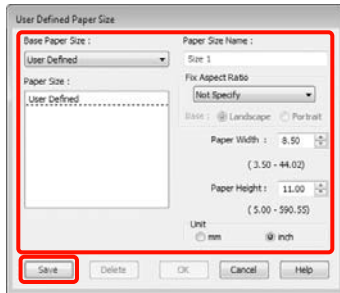 User Defined Paper Size
Base Paper Size :
User Defined
Paper Size :
User Defined
Paper Size Name :
Size 1
Fix Aspect Ratio
Not Specify
Base : Landscape Portrait
Paper Width : 8.50
(3.50 - 44.02)
Paper Height : 11.00
(5.00 - 590.55)
Unit
mm inch
Save Delete OK Cancel Help